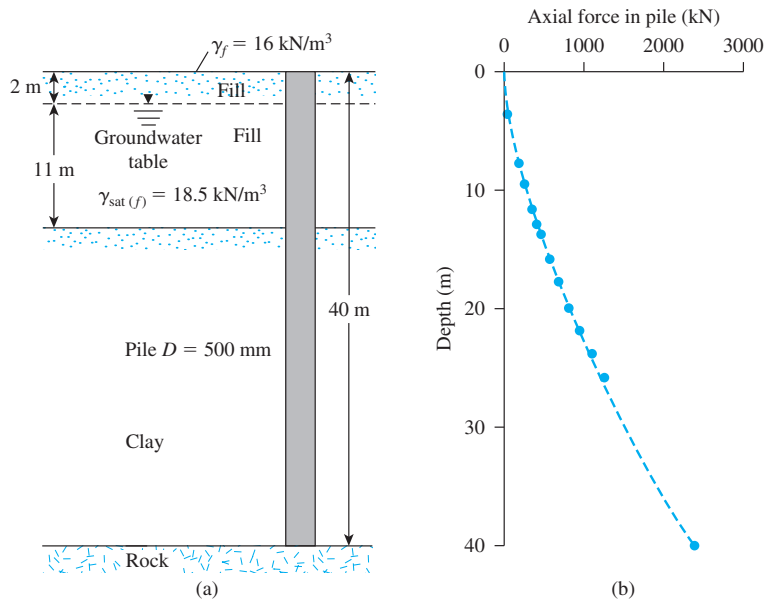 γf = 16 kN/m³
2 m
Fill
Groundwater
table
Fill
11 m
γsat (f) = 18.5 kN/m³
40 m
Pile D = 500 mm
Clay
Rock
(a)
Axial force in pile (kN)
0 1000 2000 3000
0
10
20
30
40
Depth (m)
(b)